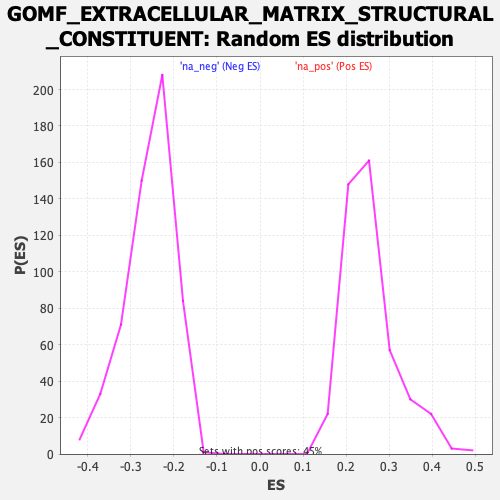 GOMF_EXTRACELLULAR_MATRIX_STRUCTURAL
_CONSTITUENT: Random ES distribution
'na_neg' (Neg ES) 'na_pos' (Pos ES)
200
180
160
140
120
100
80
60
40
20
0
P(ES)
Sets with pos scores: 45%
-0.4 -0.3 -0.2 -0.1 0.0 0.1 0.2 0.3 0.4 0.5
ES